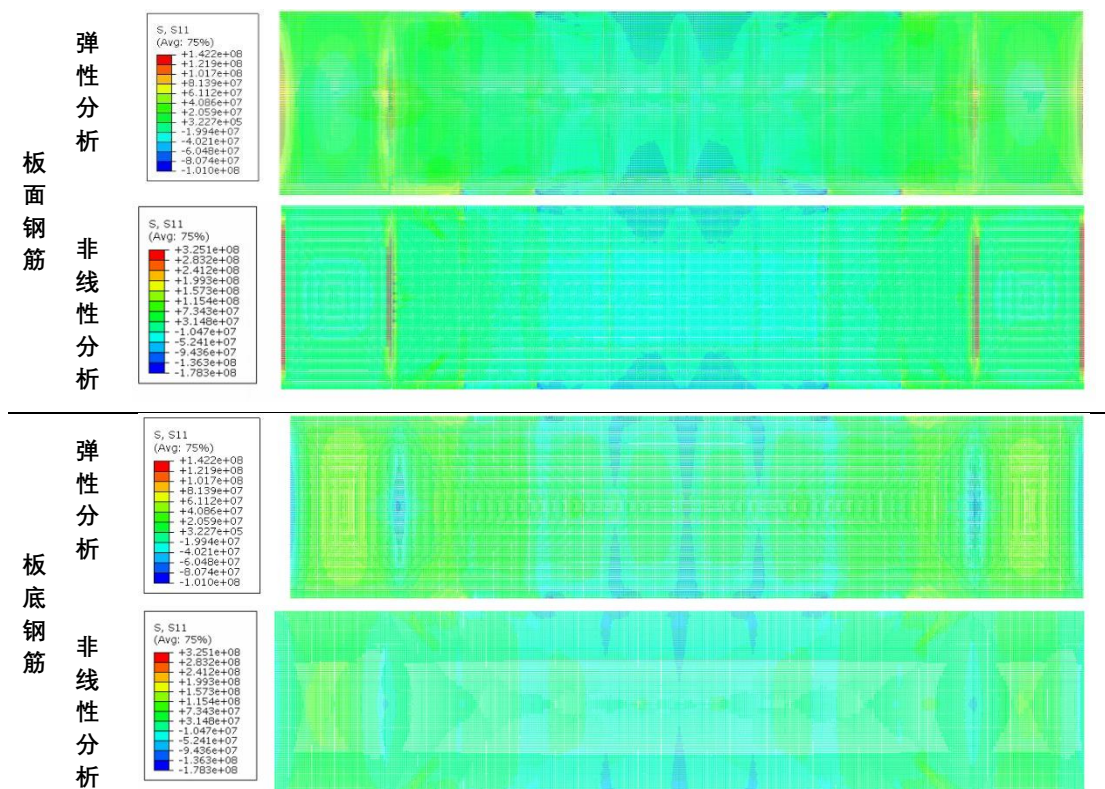 板面钢筋
弹性分析
S, S11
(Avg: 75%)
+1.422e+08
+1.219e+08
+1.017e+08
+8.139e+07
+6.112e+07
+4.086e+07
+2.059e+07
+3.227e+05
-1.994e+07
-4.021e+07
-6.048e+07
-8.074e+07
-1.010e+08
非线性分析
S, S11
(Avg: 75%)
+3.251e+08
+2.832e+08
+2.412e+08
+1.993e+08
+1.573e+08
+1.154e+08
+7.343e+07
+3.148e+07
-1.047e+07
-5.241e+07
-9.436e+07
-1.363e+08
-1.783e+08
板底钢筋
弹性分析
S, S11
(Avg: 75%)
+1.422e+08
+1.219e+08
+1.017e+08
+8.139e+07
+6.112e+07
+4.086e+07
+2.059e+07
+3.227e+05
-1.994e+07
-4.021e+07
-6.048e+07
-8.074e+07
-1.010e+08
非线性分析
S, S11
(Avg: 75%)
+3.251e+08
+2.832e+08
+2.412e+08
+1.993e+08
+1.573e+08
+1.154e+08
+7.343e+07
+3.148e+07
-1.047e+07
-5.241e+07
-9.436e+07
-1.363e+08
-1.783e+08